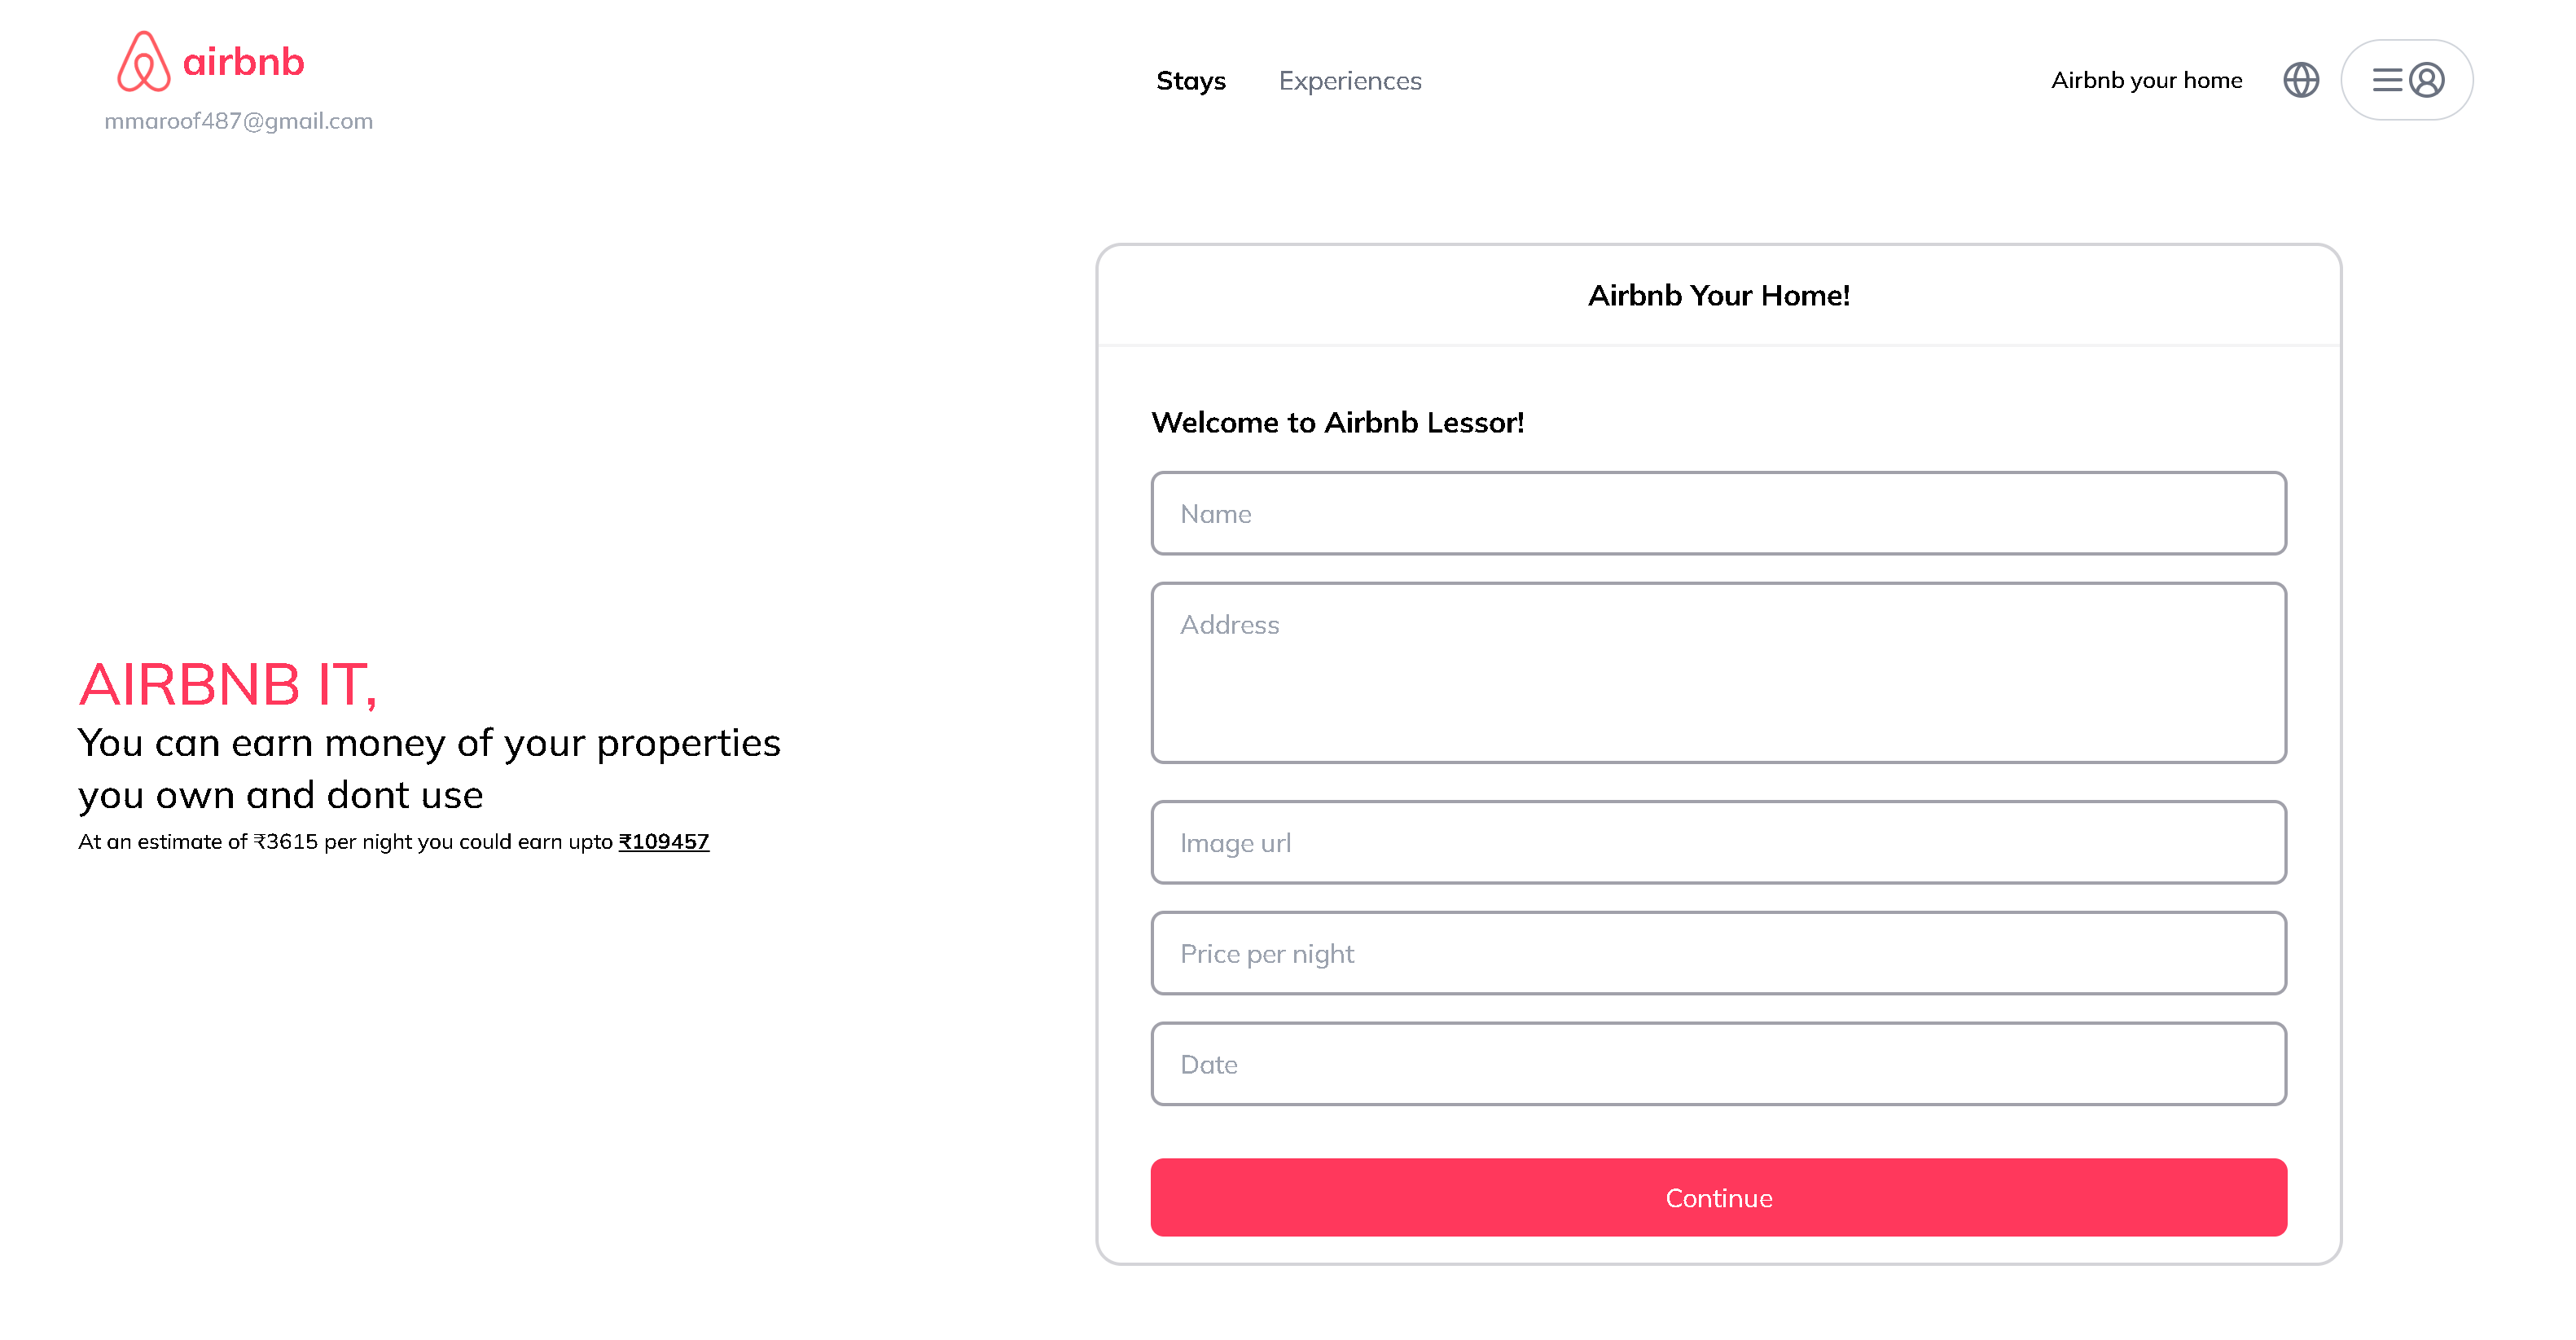 airbnb
mmaroof487@gmail.com
Stays
Experiences
Airbnb your home
AIRBNB IT,
You can earn money of your properties
you own and dont use
At an estimate of ₹3615 per night you could earn upto ₹109457
Airbnb Your Home!
Welcome to Airbnb Lessor!
Name
Address
Image url
Price per night
Date
Continue